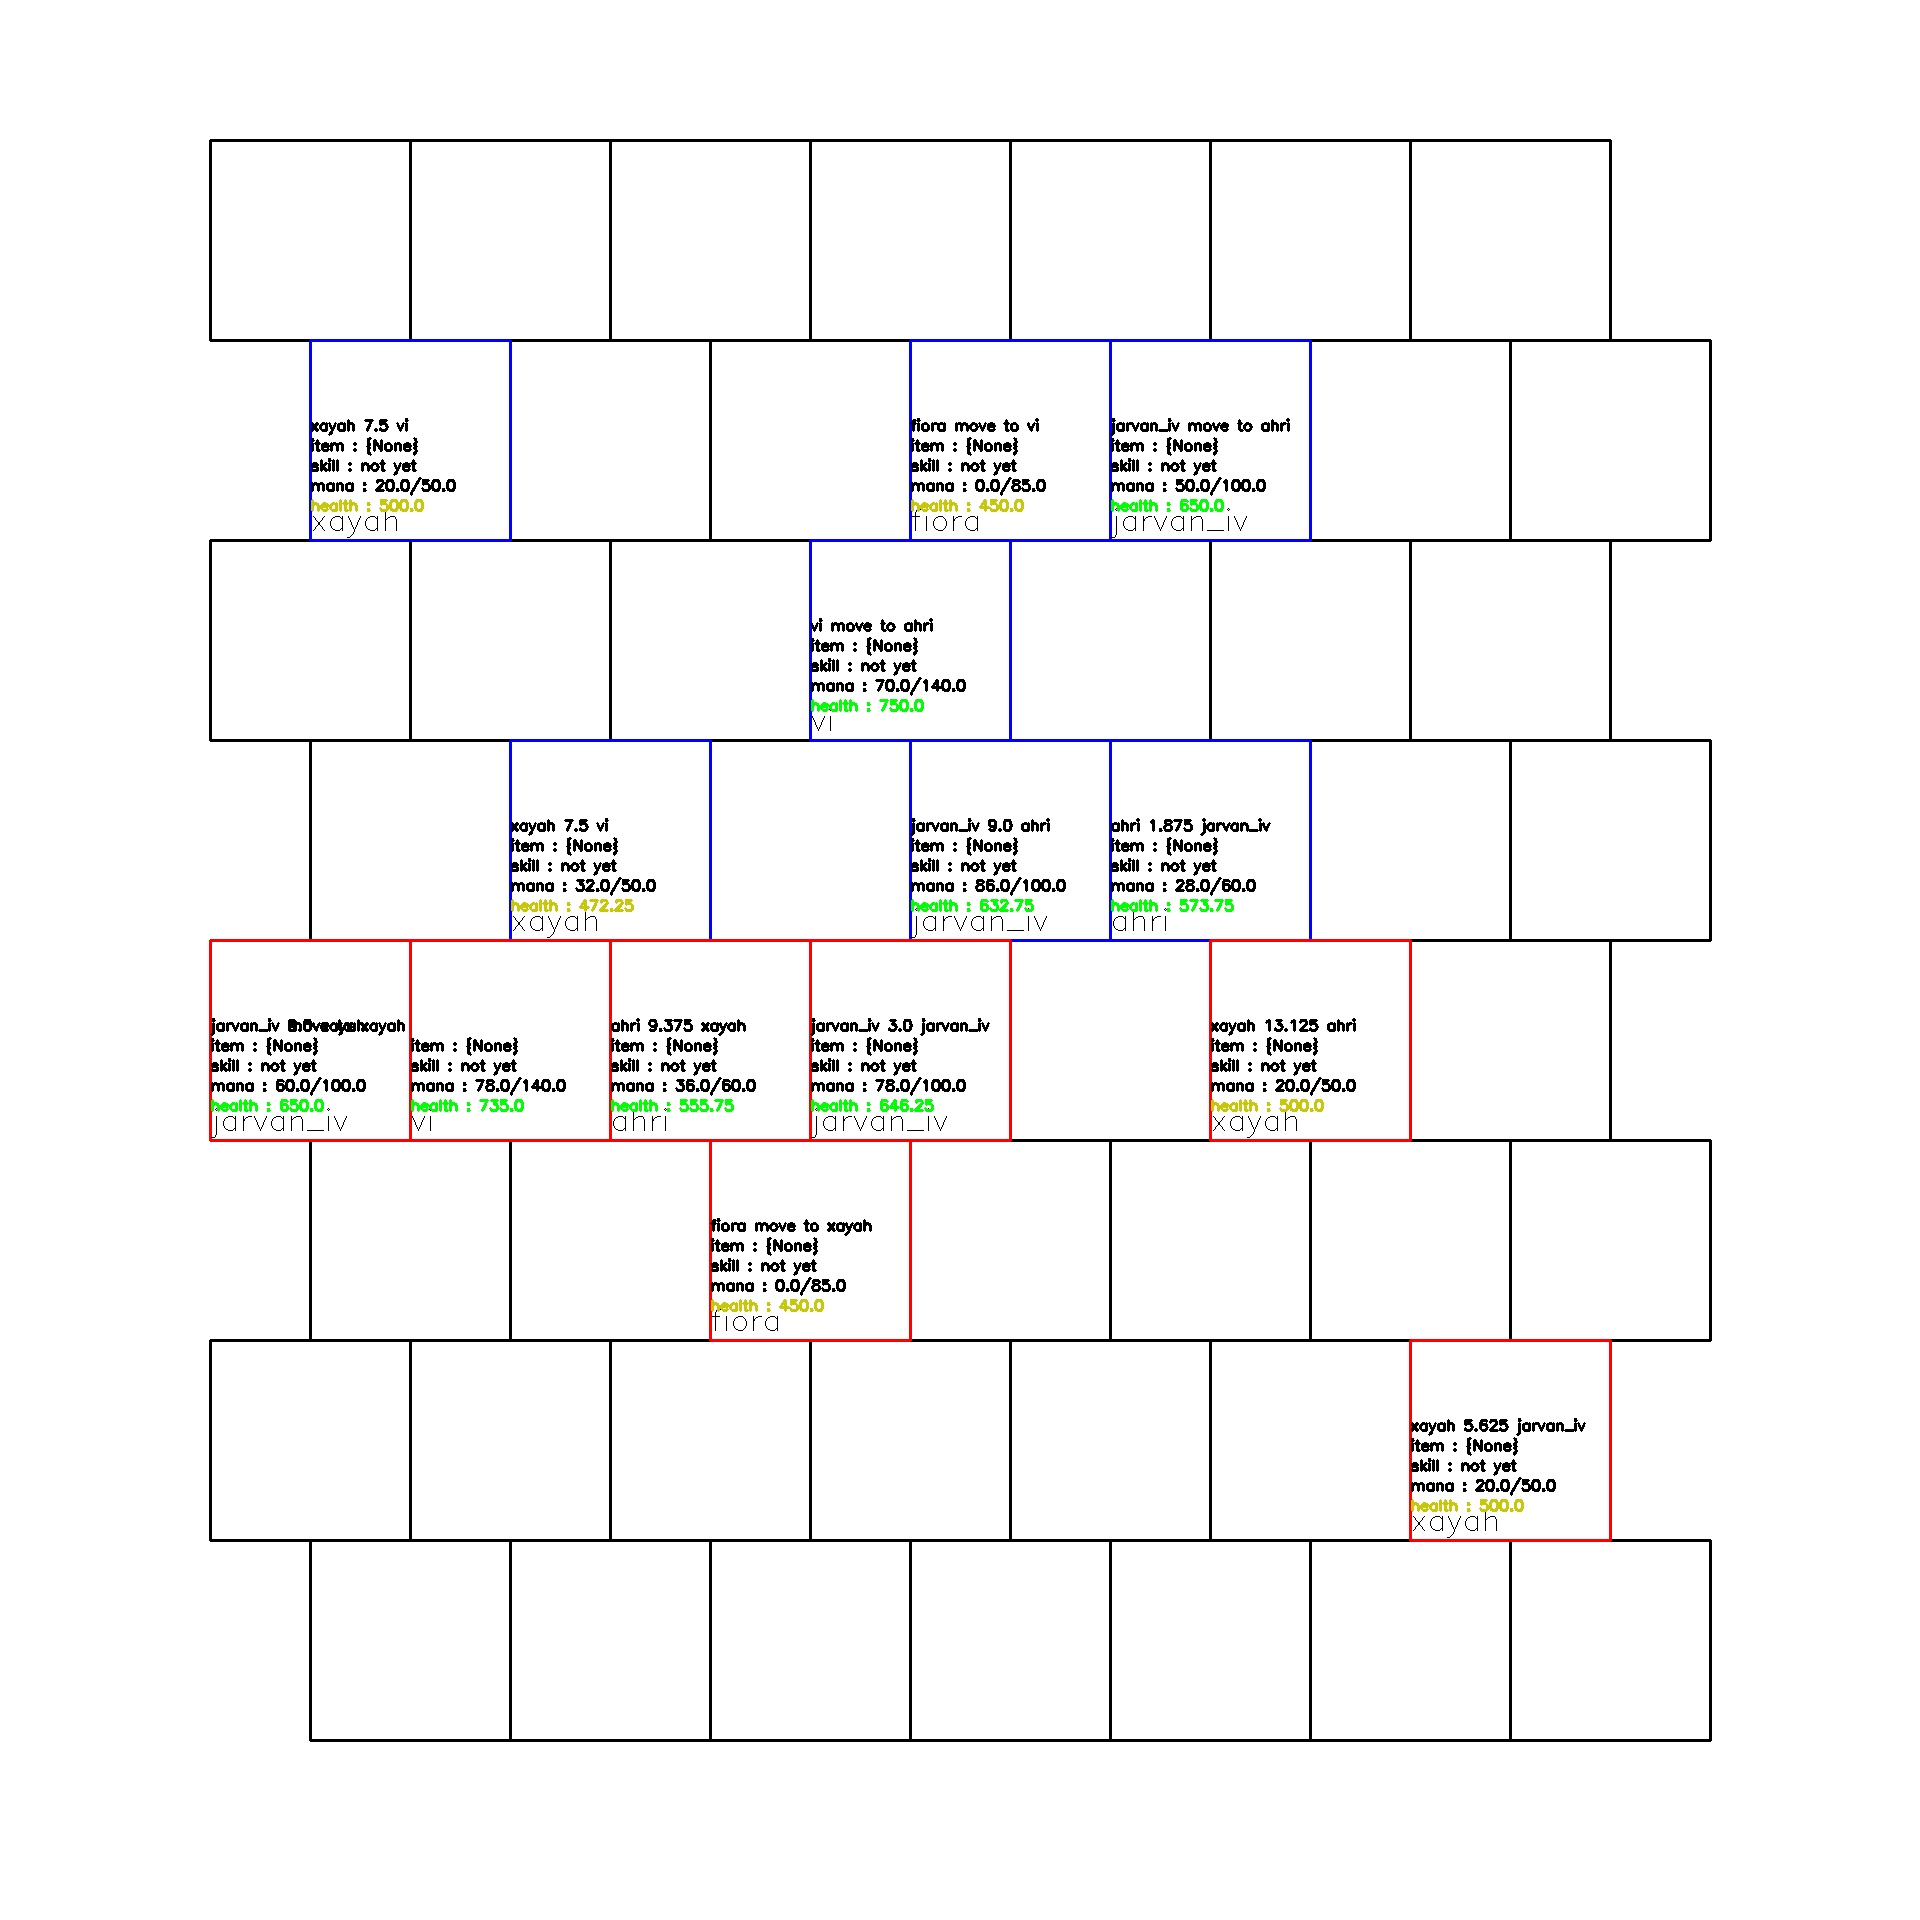 xayah 7.5 vi
item : {None}
skill : not yet
mana : 20.0/50.0
health : 500.0
xayah
fiora move to vi
item : {None}
skill : not yet
mana : 0.0/85.0
health : 450.0
fiora
jarvan_iv move to ahri
item : {None}
skill : not yet
mana : 50.0/100.0
health : 650.0
jarvan_iv
vi move to ahri
item : {None}
skill : not yet
mana : 70.0/140.0
health : 750.0
vi
xayah 7.5 vi
item : {None}
skill : not yet
mana : 32.0/50.0
health : 472.25
xayah
jarvan_iv 9.0 ahri
item : {None}
skill : not yet
mana : 86.0/100.0
health : 632.75
jarvan_iv
ahri 1.875 jarvan_iv
item : {None}
skill : not yet
mana : 28.0/60.0
health : 573.75
ahri
jarvan_iv xayah
item : {None}
skill : not yet
mana : 60.0/100.0
health : 650.0
jarvan_iv
item : {None}
skill : not yet
mana : 78.0/140.0
health : 735.0
vi
ahri 9.375 xayah
item : {None}
skill : not yet
mana : 36.0/60.0
health : 555.75
ahri
jarvan_iv 3.0 jarvan_iv
item : {None}
skill : not yet
mana : 78.0/100.0
health : 646.25
jarvan_iv
xayah 13.125 ahri
item : {None}
skill : not yet
mana : 20.0/50.0
health : 500.0
xayah
fiora move to xayah
item : {None}
skill : not yet
mana : 0.0/85.0
health : 450.0
fiora
xayah 5.625 jarvan_iv
item : {None}
skill : not yet
mana : 20.0/50.0
health : 500.0
xayah